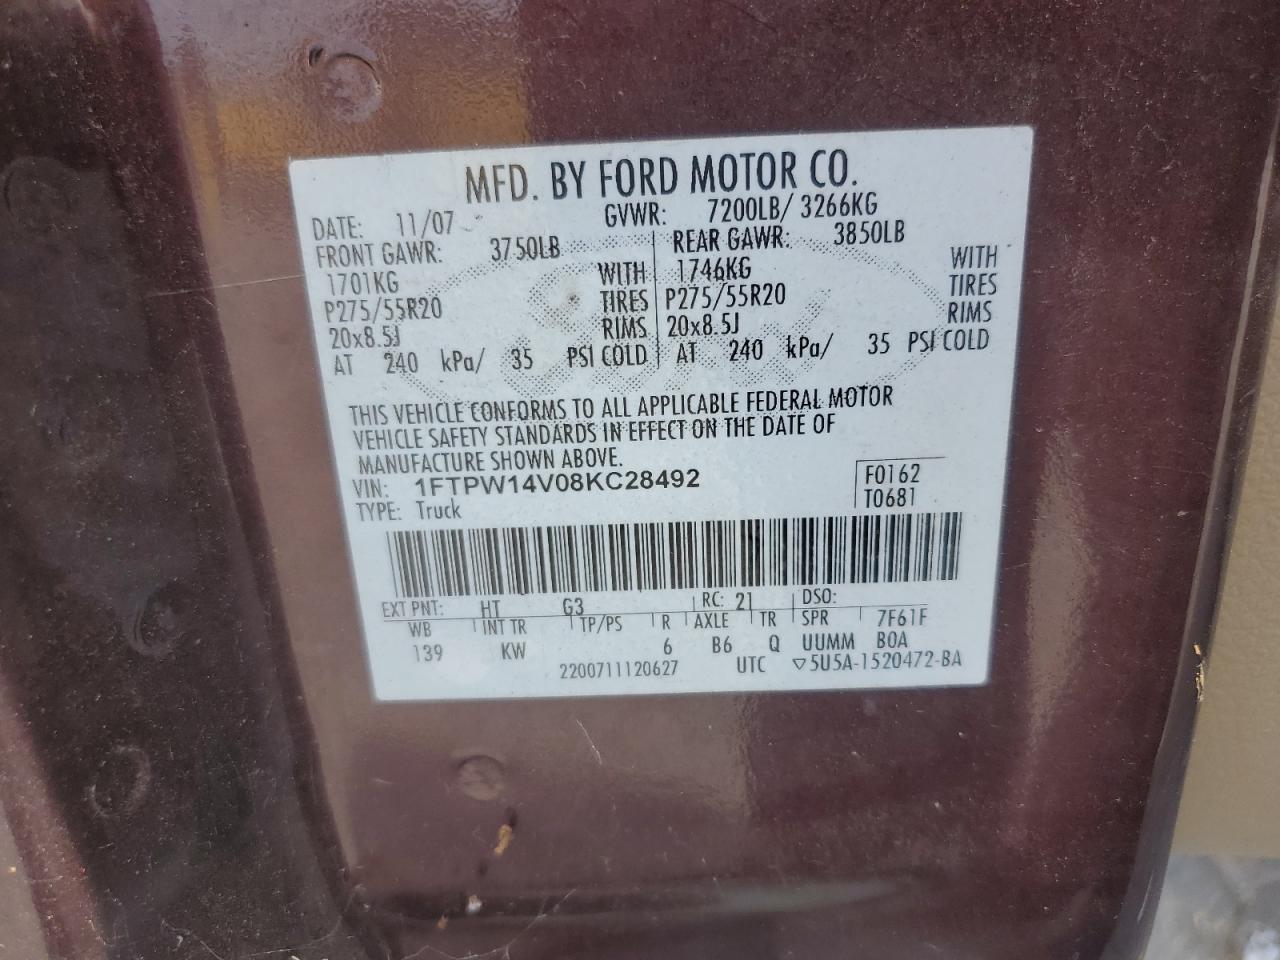 MFD. BY FORD MOTOR CO.
DATE: 11/07 GVWR: 7200LB/ 3266KG
FRONT GAWR: 3750LB REAR GAWR: 3850LB
1701KG WITH 1746KG WITH
P275/55R20 TIRES P275/55R20 TIRES
20x8.5J RIMS 20x8.5J RIMS
AT 240 kPa/ 35 PSI COLD AT 240 kPa/ 35 PSI COLD
THIS VEHICLE CONFORMS TO ALL APPLICABLE FEDERAL MOTOR
VEHICLE SAFETY STANDARDS IN EFFECT ON THE DATE OF
MANUFACTURE SHOWN ABOVE.
VIN: 1FTPW14V08KC28492 F0162
TYPE: Truck T0681
EXT PNT: HT G3 RC: 21 DSO:
WB INT TR TP/PS R AXLE TR SPR 7F61F
139 KW 6 B6 Q UUMM B0A
2200711120627 UTC ▽5U5A-1520472-BA